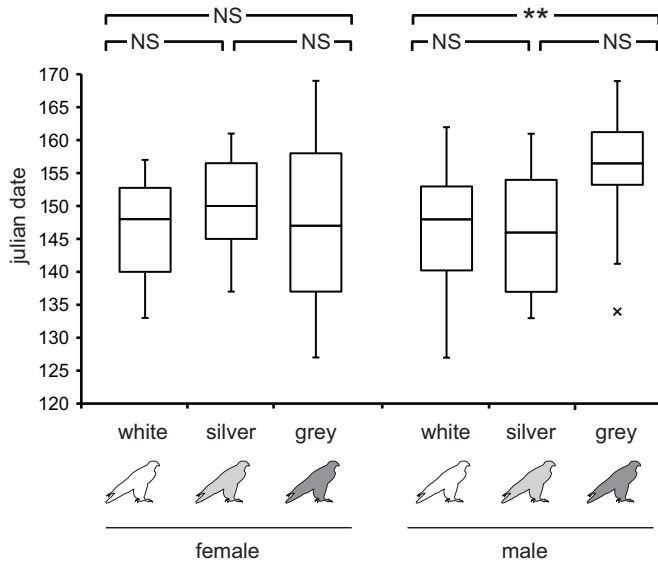 NS **
NS NS NS NS
170
165
160
155
150
145
140
135
130
125
120
julian date
white silver grey white silver grey
female male